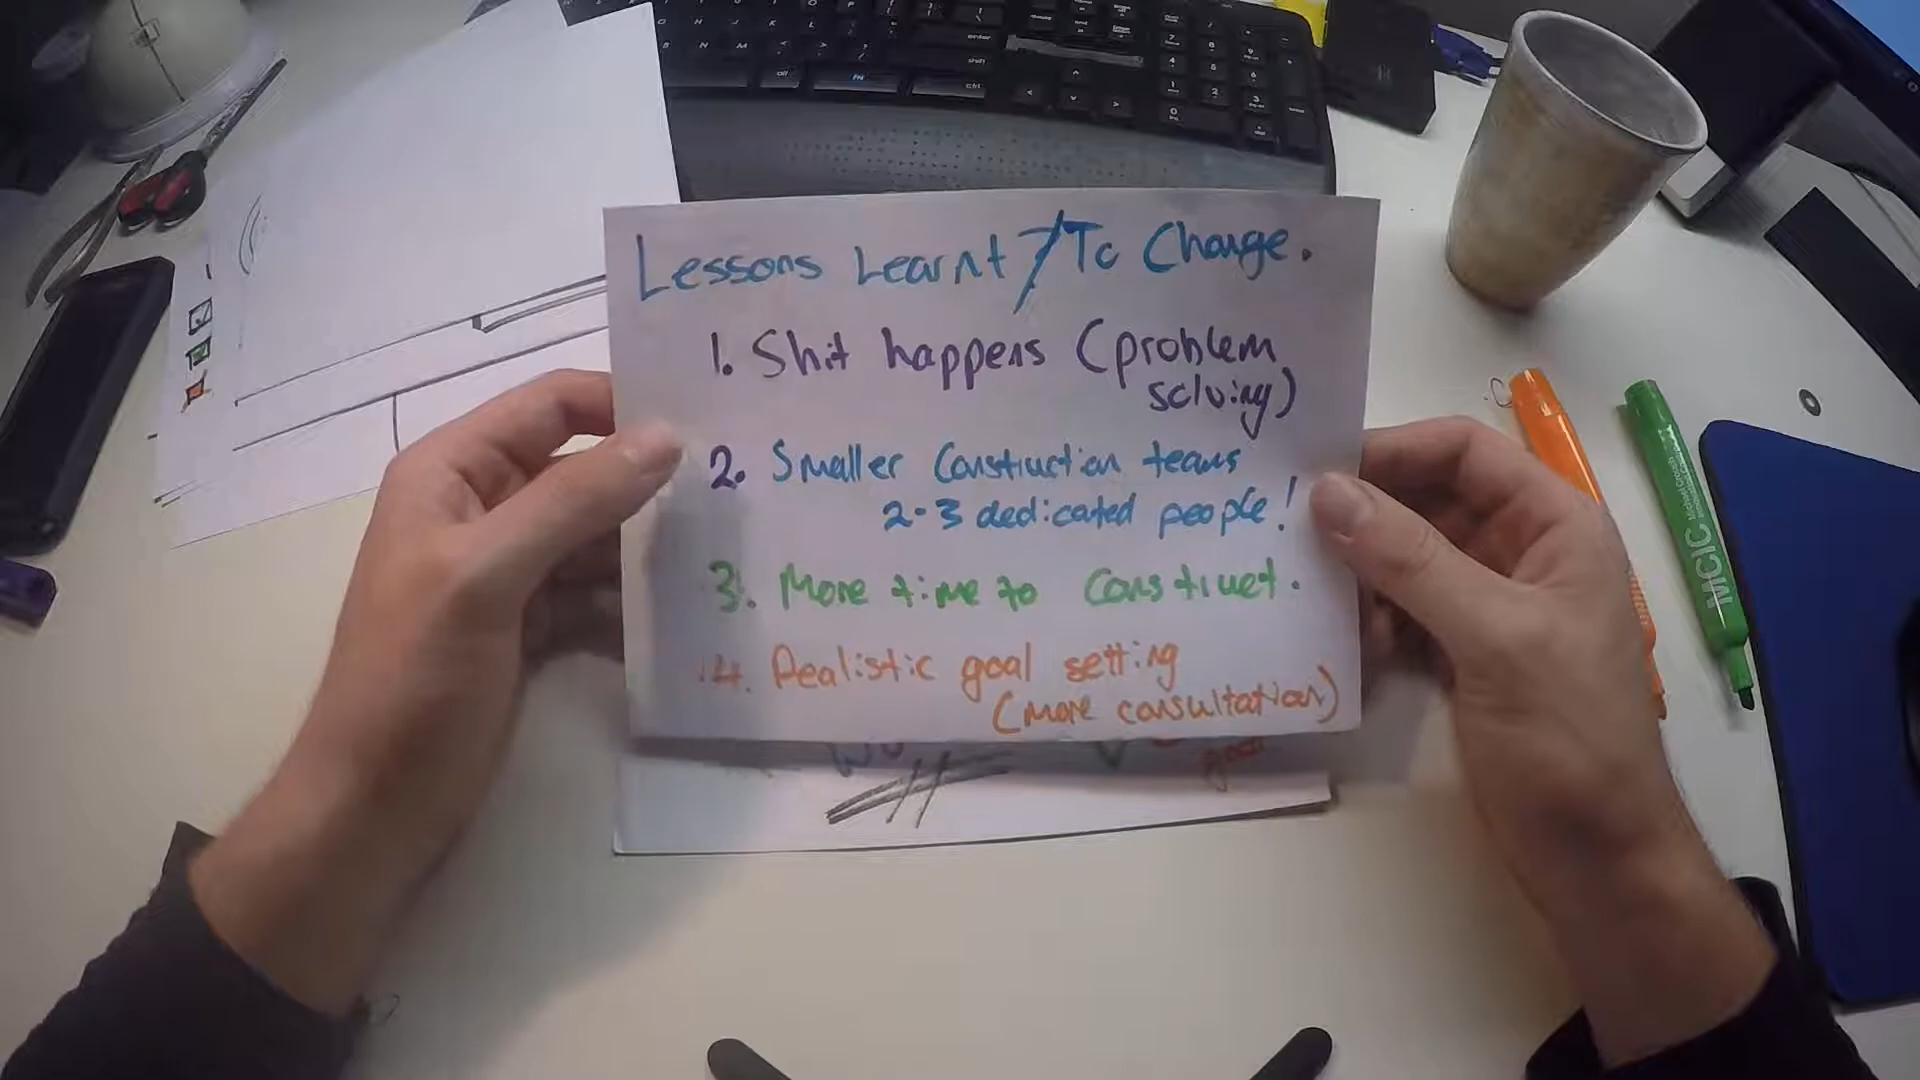 Lessons Learnt / To Change.
1. Shit happens (problem
solving)
2. Smaller Construction teams
2-3 dedicated people!
3. More time to Construct.
4. Realistic goal setting
(more consultation)
MCIC